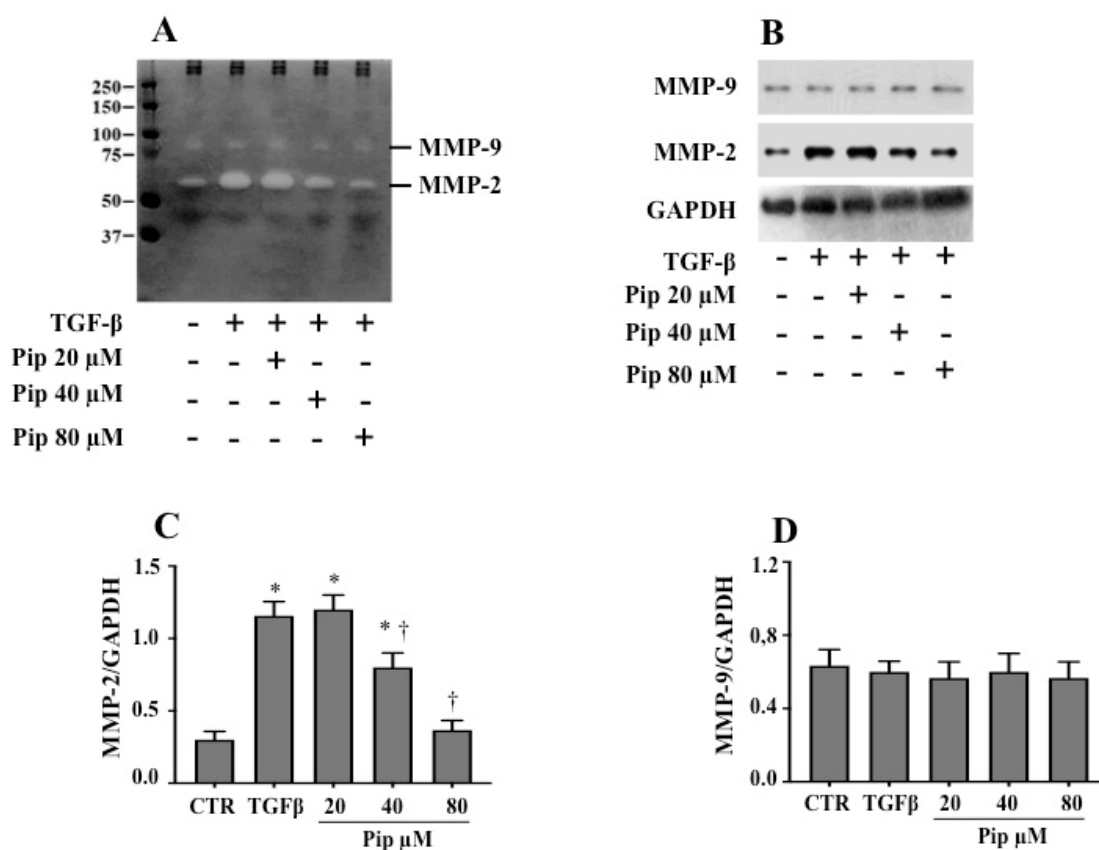 A
250
150
100
75
50
37
MMP-9
MMP-2
TGF-β - + + + +
Pip 20 μM - - + - -
Pip 40 μM - - - + -
Pip 80 μM - - - - +
B
MMP-9
MMP-2
GAPDH
TGF-β - + + + +
Pip 20 μM - - + - -
Pip 40 μM - - - + -
Pip 80 μM - - - - +
C
MMP-2/GAPDH
1.5
1.0
0.5
0.0
* * * † †
CTR TGFβ 20 40 80
Pip μM
D
MMP-9/GAPDH
1.2
0,8
0.4
0.0
CTR TGFβ 20 40 80
Pip μM